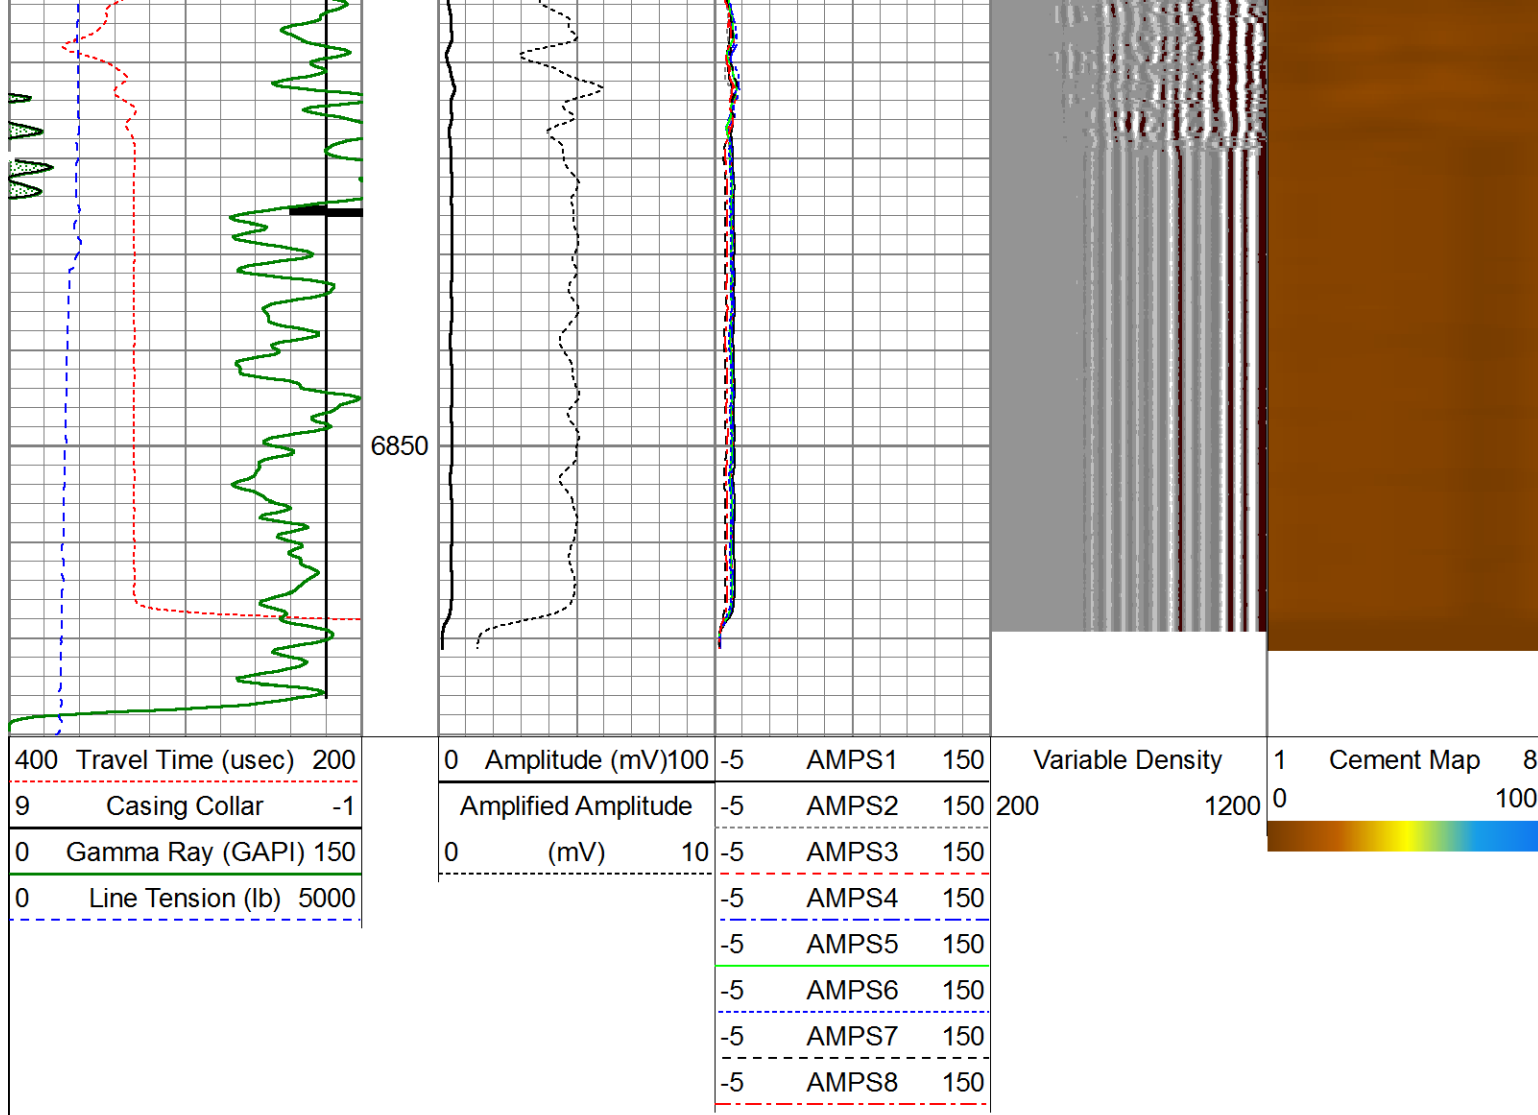 6850
400 Travel Time (usec) 200
9 Casing Collar -1
0 Gamma Ray (GAPI) 150
0 Line Tension (lb) 5000
0 Amplitude (mV) 100
Amplified Amplitude
0 (mV) 10
-5 AMPS1 150
-5 AMPS2 150
-5 AMPS3 150
-5 AMPS4 150
-5 AMPS5 150
-5 AMPS6 150
-5 AMPS7 150
-5 AMPS8 150
Variable Density
200 1200
1 Cement Map 8
0 100